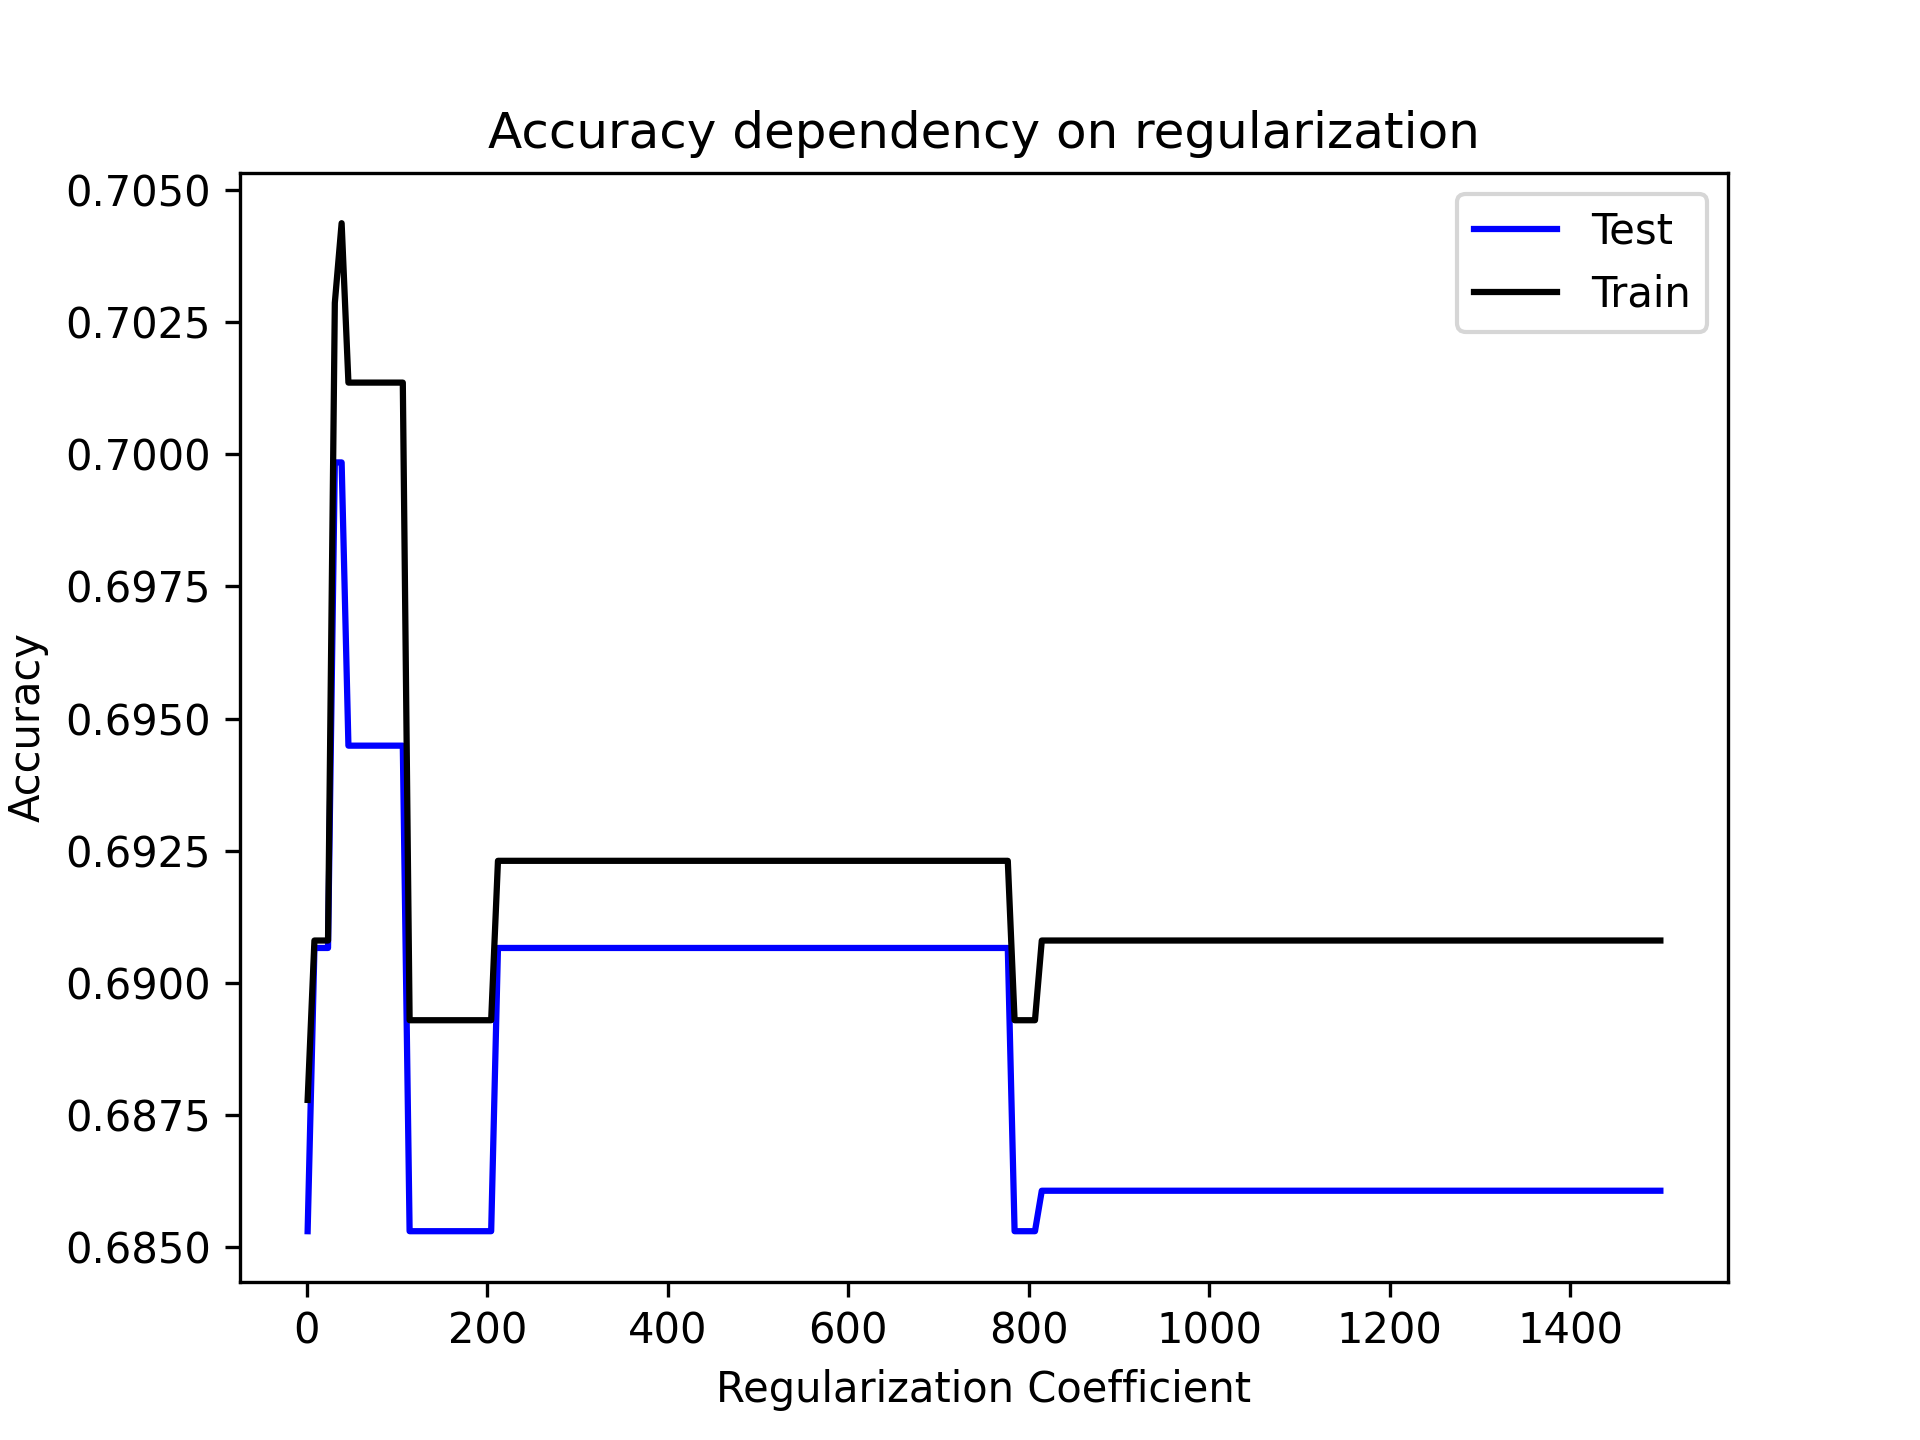 Accuracy dependency on regularization
0.7050
0.7025
0.7000
0.6975
0.6950
0.6925
0.6900
0.6875
0.6850
Accuracy
Test
Train
0 200 400 600 800 1000 1200 1400
Regularization Coefficient